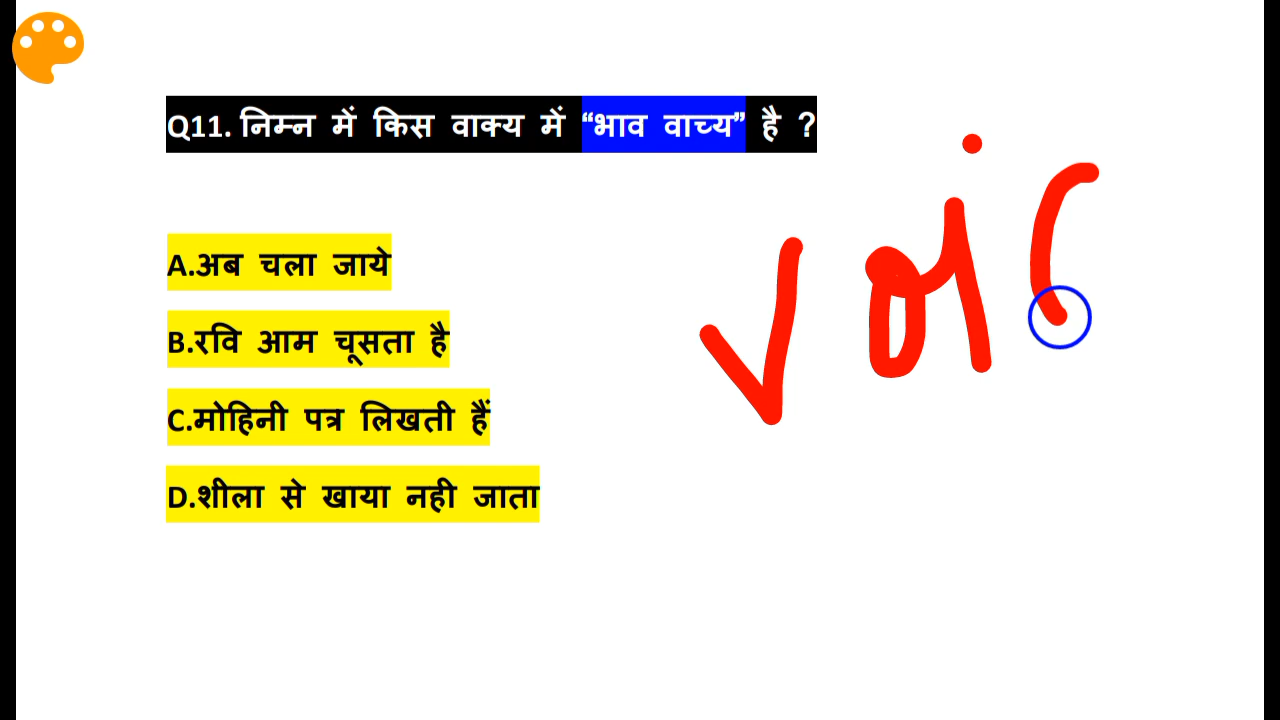 Q11. निम्न में किस वाक्य में “भाव वाच्य” है ?
A.अब चला जाये
B.रवि आम चूसता है
C.मोहिनी पत्र लिखती हैं
D.शीला से खाया नही जाता
voic